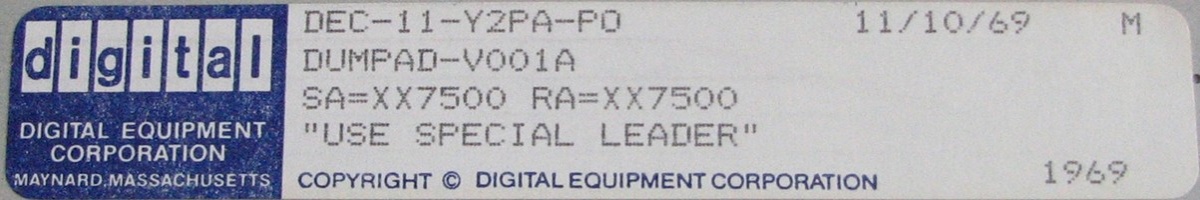 digital
DIGITAL EQUIPMENT
CORPORATION
MAYNARD, MASSACHUSETTS
DEC-11-Y2PA-PO 11/10/69 M
DUMPAD-V001A
SA=XX7500 RA=XX7500
"USE SPECIAL LEADER"
COPYRIGHT © DIGITAL EQUIPMENT CORPORATION 1969